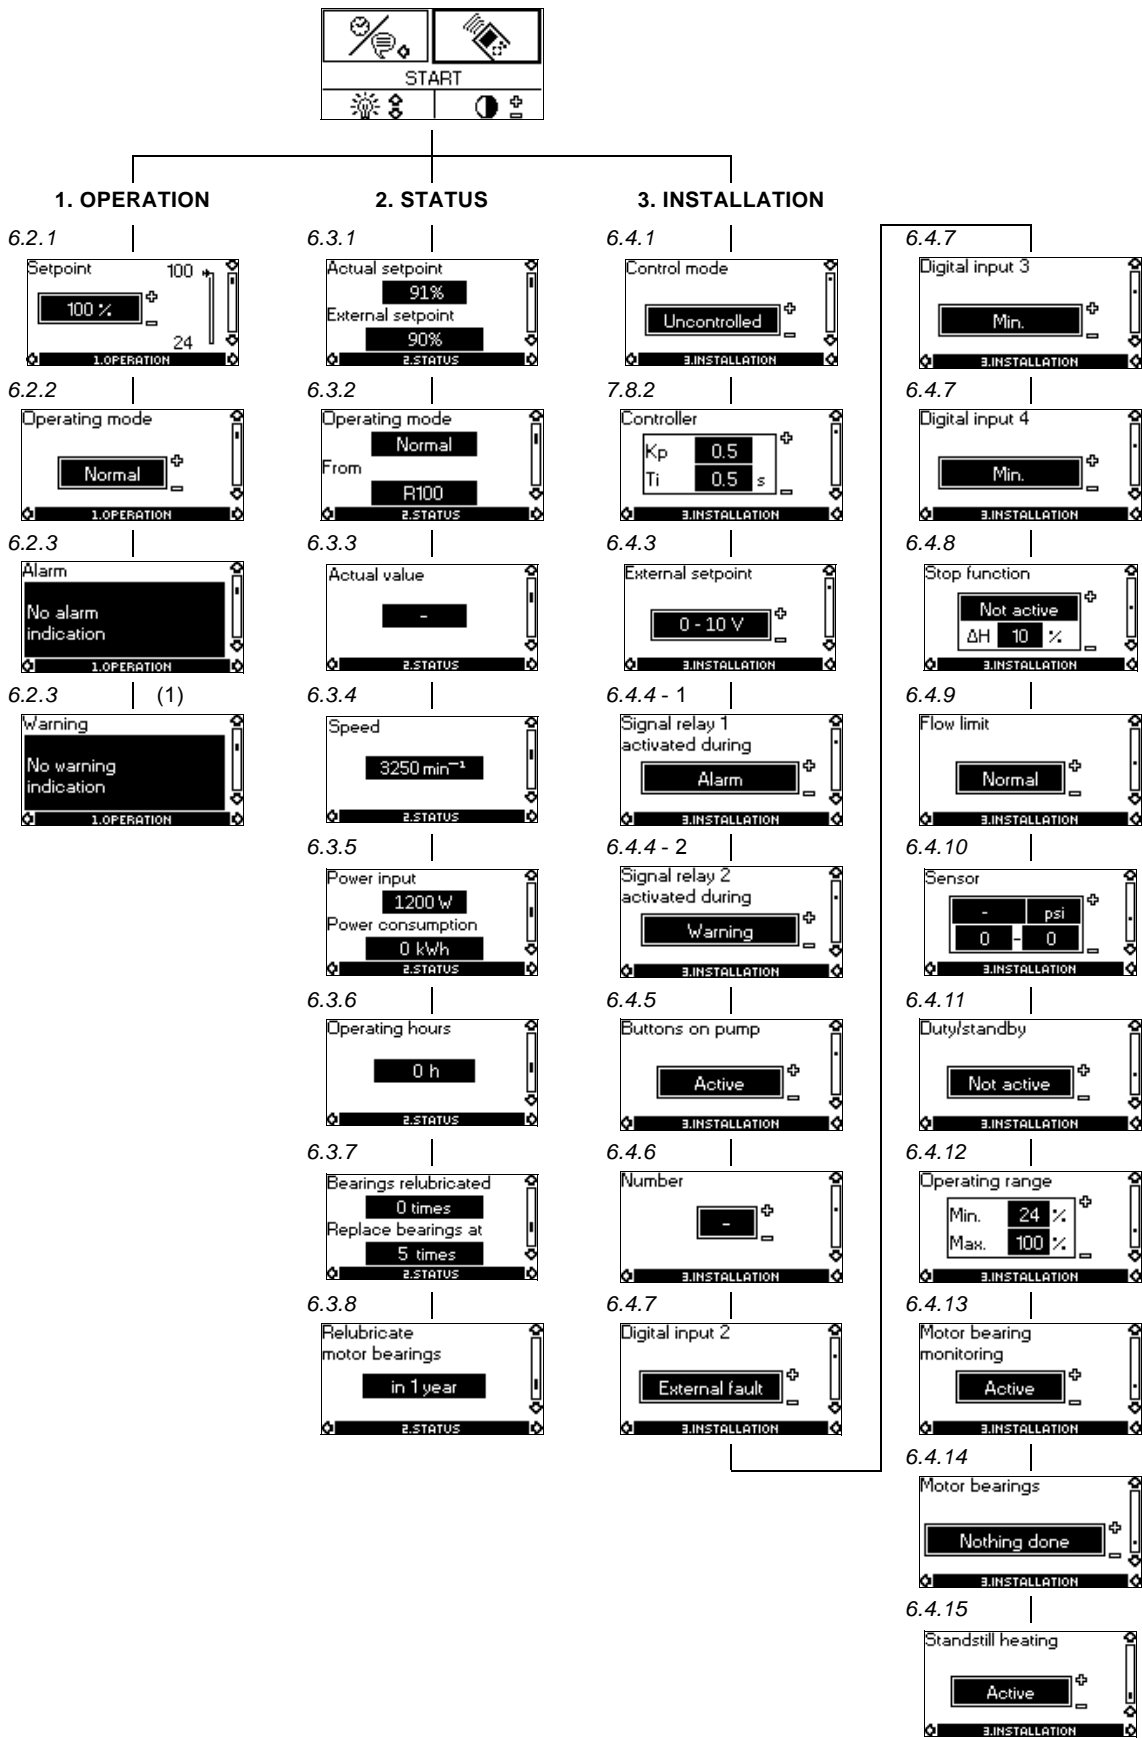 START
1. OPERATION
6.2.1
Setpoint
100
100 %
24
1.OPERATION
6.2.2
Operating mode
Normal
1.OPERATION
6.2.3
Alarm
No alarm
indication
1.OPERATION
6.2.3 (1)
Warning
No warning
indication
1.OPERATION
2. STATUS
6.3.1
Actual setpoint
91%
External setpoint
90%
2.STATUS
6.3.2
Operating mode
Normal
From
R100
2.STATUS
6.3.3
Actual value
-
2.STATUS
6.3.4
Speed
3250 min⁻¹
2.STATUS
6.3.5
Power input
1200 W
Power consumption
0 kWh
2.STATUS
6.3.6
Operating hours
0 h
2.STATUS
6.3.7
Bearings relubricated
0 times
Replace bearings at
5 times
2.STATUS
6.3.8
Relubricate
motor bearings
in 1 year
2.STATUS
3. INSTALLATION
6.4.1
Control mode
Uncontrolled
3.INSTALLATION
7.8.2
Controller
Kp 0.5
Ti 0.5 s
3.INSTALLATION
6.4.3
External setpoint
0 - 10 V
3.INSTALLATION
6.4.4 - 1
Signal relay 1
activated during
Alarm
3.INSTALLATION
6.4.4 - 2
Signal relay 2
activated during
Warning
3.INSTALLATION
6.4.5
Buttons on pump
Active
3.INSTALLATION
6.4.6
Number
-
3.INSTALLATION
6.4.7
Digital input 2
External fault
3.INSTALLATION
6.4.7
Digital input 3
Min.
3.INSTALLATION
6.4.7
Digital input 4
Min.
3.INSTALLATION
6.4.8
Stop function
Not active
ΔH 10 %
3.INSTALLATION
6.4.9
Flow limit
Normal
3.INSTALLATION
6.4.10
Sensor
- psi
0 - 0
3.INSTALLATION
6.4.11
Duty/standby
Not active
3.INSTALLATION
6.4.12
Operating range
Min. 24 %
Max. 100 %
3.INSTALLATION
6.4.13
Motor bearing
monitoring
Active
3.INSTALLATION
6.4.14
Motor bearings
Nothing done
3.INSTALLATION
6.4.15
Standstill heating
Active
3.INSTALLATION